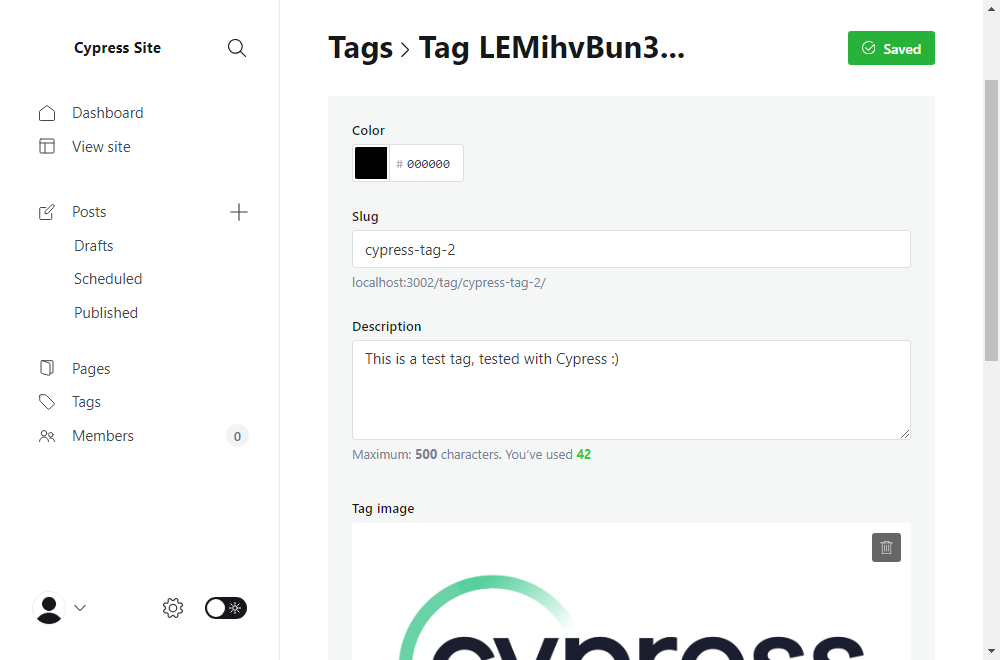 Cypress Site
Dashboard
View site
Posts
Drafts
Scheduled
Published
Pages
Tags
Members
0
Tags
Tag LEMihvBun3...
Saved
Color
# 000000
Slug
cypress-tag-2
localhost:3002/tag/cypress-tag-2/
Description
This is a test tag, tested with Cypress :)
Maximum: 500 characters. You’ve used 42
Tag image
cypress